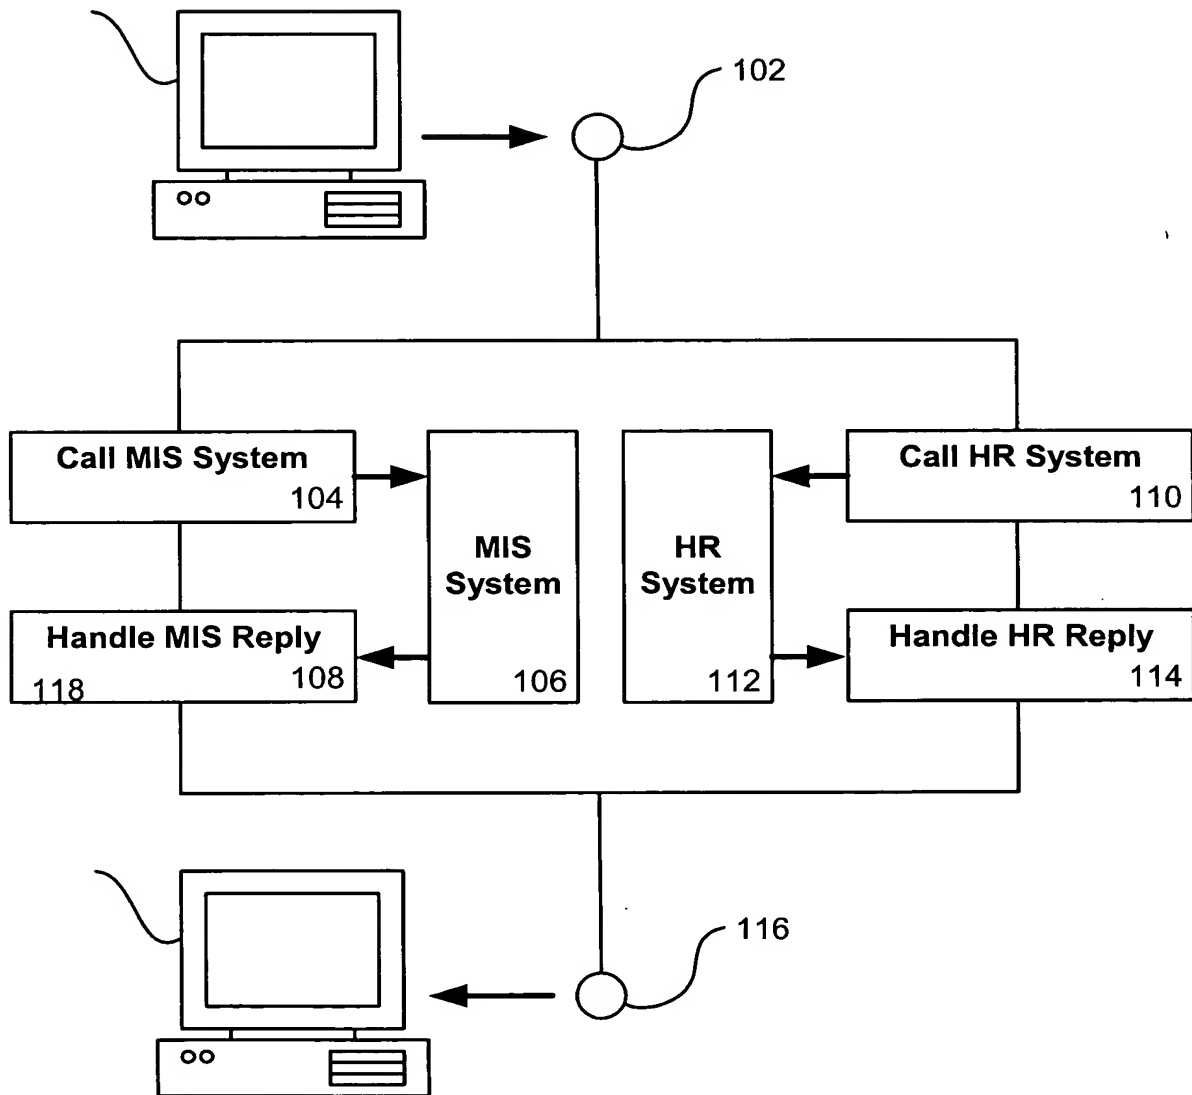 102
Call MIS System
104
MIS
System
106
HR
System
112
Call HR System
110
Handle MIS Reply
108
118
Handle HR Reply
114
116